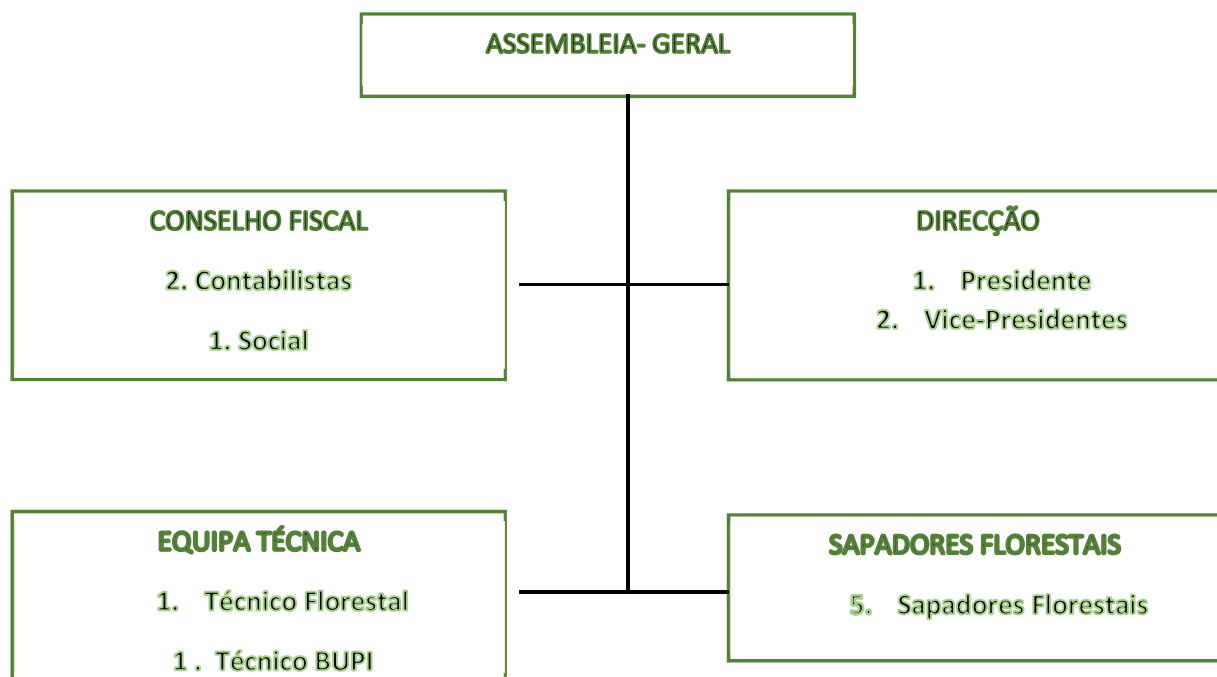 ASSEMBLEIA- GERAL
CONSELHO FISCAL
2. Contabilistas
1. Social
DIRECÇÃO
1. Presidente
2. Vice-Presidentes
EQUIPA TÉCNICA
1. Técnico Florestal
1 . Técnico BUPI
SAPADORES FLORESTAIS
5. Sapadores Florestais